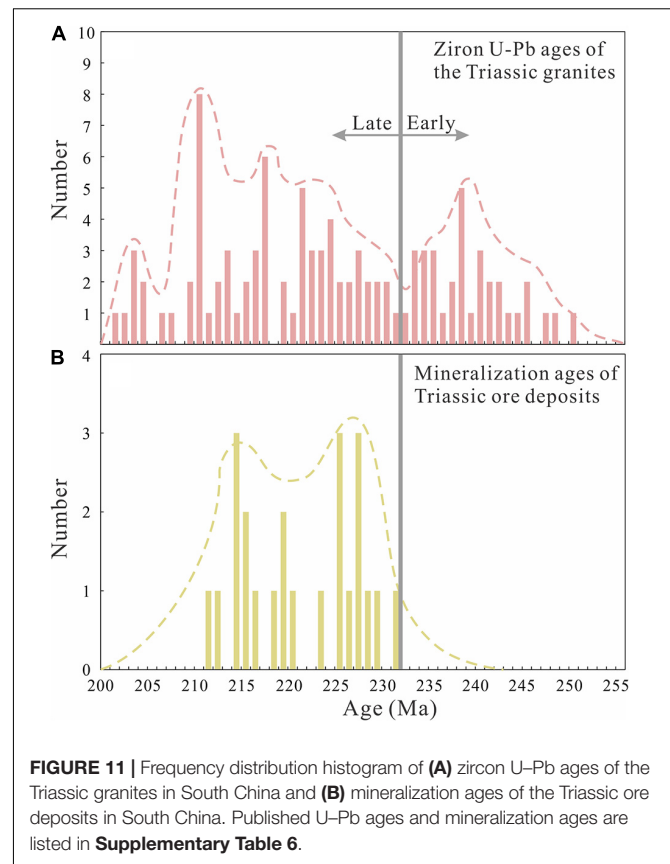 A
10
9
8
7
6
5
4
3
2
1
Number
Ziron U-Pb ages of
the Triassic granites
Late Early
B
4
3
2
1
0
Number
Mineralization ages of
Triassic ore deposits
200 205 215 220 225 230 235 240 245 250 255
Age (Ma)
FIGURE 11 | Frequency distribution histogram of (A) zircon U–Pb ages of the
Triassic granites in South China and (B) mineralization ages of the Triassic ore
deposits in South China. Published U–Pb ages and mineralization ages are
listed in Supplementary Table 6.